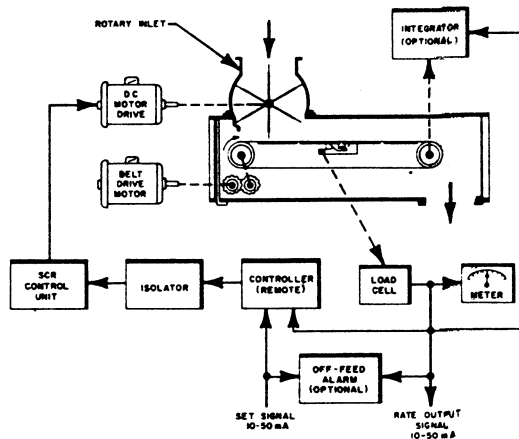 ROTARY INLET
INTEGRATOR
(OPTIONAL)
DC
MOTOR
DRIVE
BELT
DRIVE
MOTOR
SCR
CONTROL
UNIT
ISOLATOR
CONTROLLER
(REMOTE)
LOAD
CELL
METER
OFF-FEED
ALARM
(OPTIONAL)
SET SIGNAL
10-50 mA
RATE OUTPUT
SIGNAL
10-50 mA